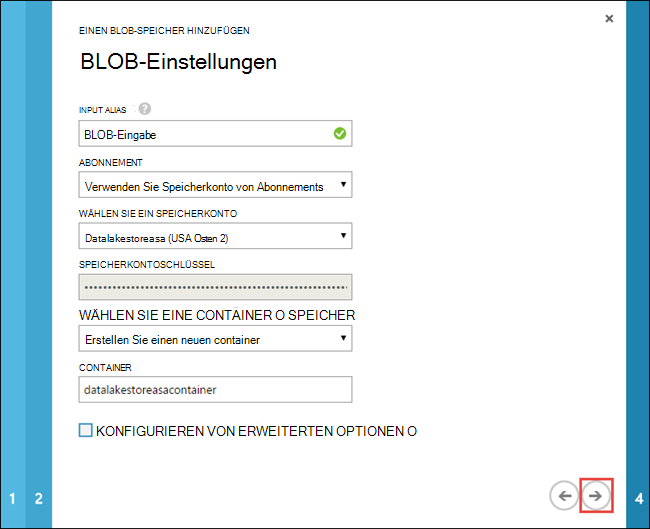 EINEN BLOB-SPEICHER HINZUFÜGEN
BLOB-Einstellungen
INPUT ALIAS ?
BLOB-Eingabe
ABONNEMENT
Verwenden Sie Speicherkonto von Abonnements
WÄHLEN SIE EIN SPEICHERKONTO
Datalakestoreasa (USA Osten 2)
SPEICHERKONTOSCHLÜSSEL
WÄHLEN SIE EINE CONTAINER O SPEICHER
Erstellen Sie einen neuen container
CONTAINER
datalakestoreasacontainer
KONFIGURIEREN VON ERWEITERTEN OPTIONEN O
1 2 4